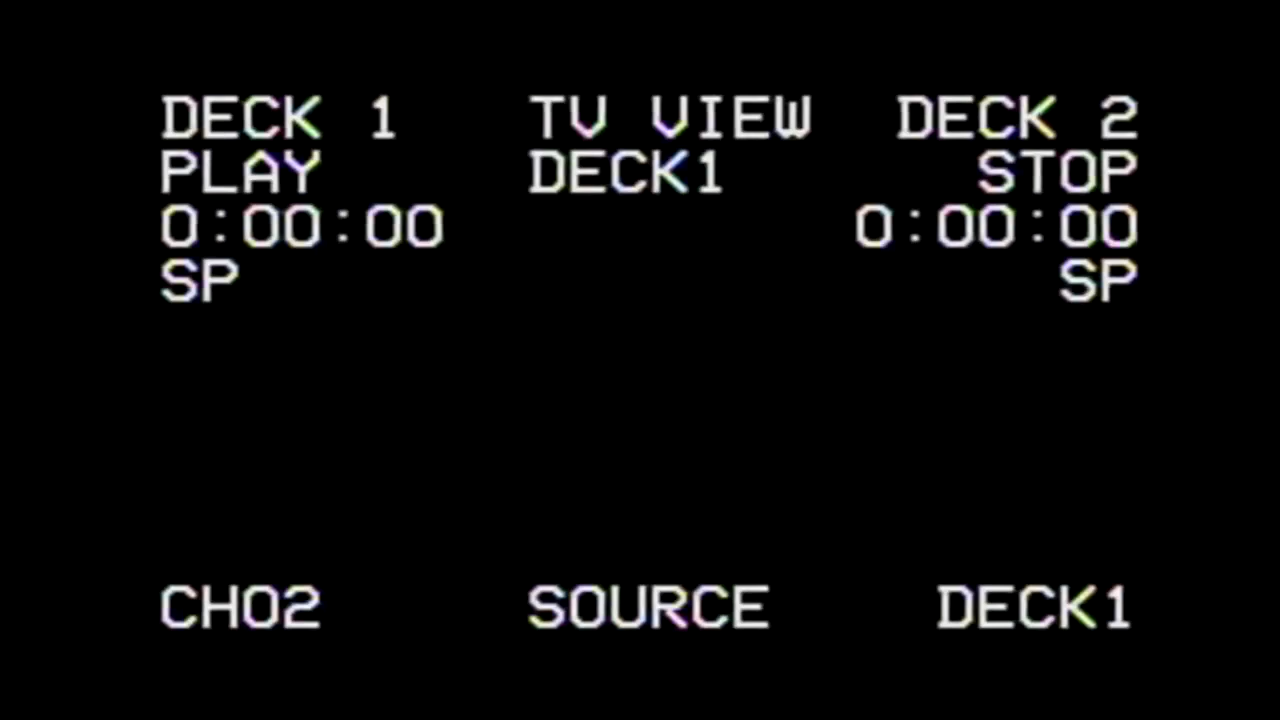 DECK 1 TV VIEW DECK 2
PLAY DECK1 STOP
0:00:00 0:00:00
SP SP
CH02 SOURCE DECK1